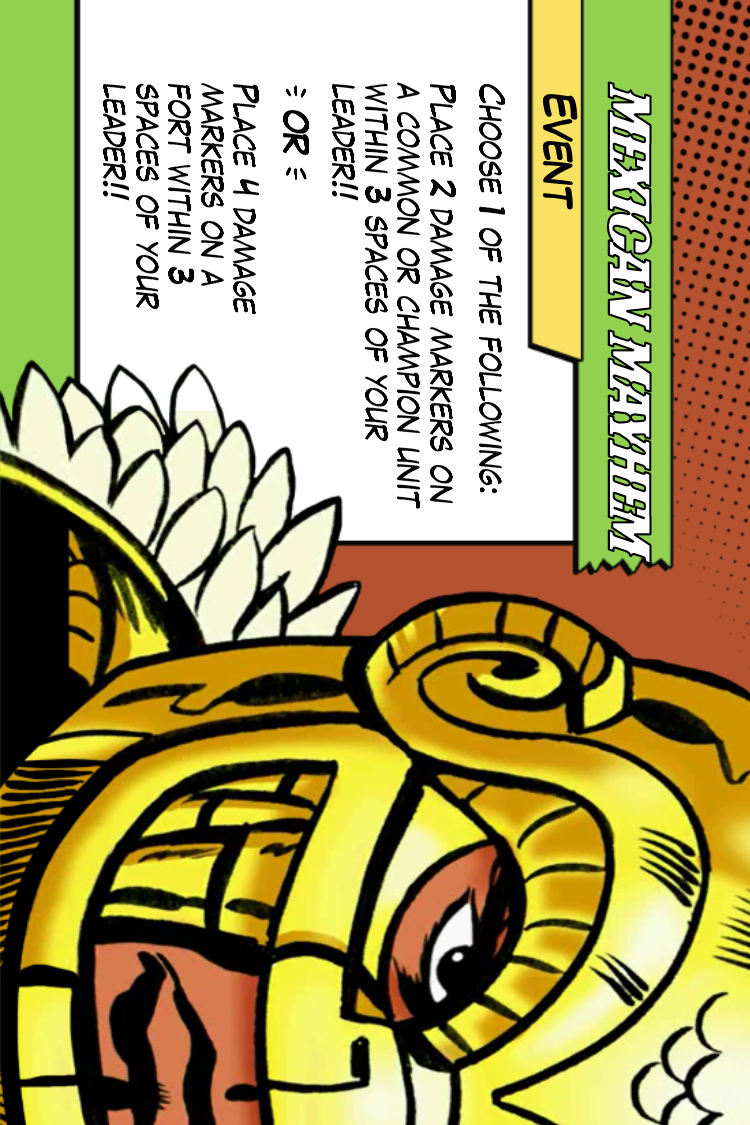 MEXICAN MAYHEM
EVENT
CHOOSE 1 OF THE FOLLOWING:
PLACE 2 DAMAGE MARKERS ON
A COMMON OR CHAMPION UNIT
WITHIN 3 SPACES OF YOUR
LEADER!!
= OR =
PLACE 4 DAMAGE
MARKERS ON A
FORT WITHIN 3
SPACES OF YOUR
LEADER!!